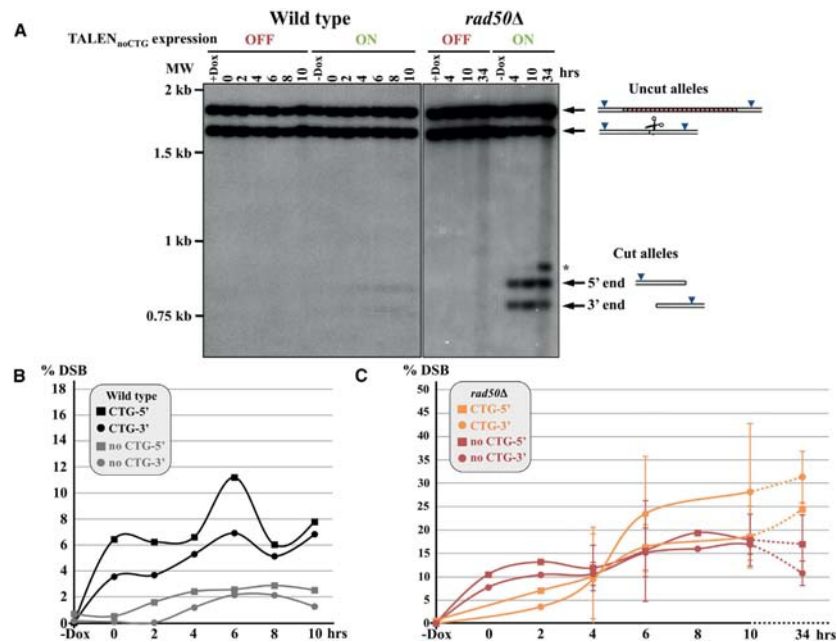 A
Wild type
rad50Δ
TALENnoCTG expression
OFF
ON
OFF
ON
MW
+Dox 0 2 4 6 8 10 -Dox 0 2 4 6 8 10
+Dox 4 10 34 -Dox 4 10 34 hrs
2 kb
Uncut alleles
1.5 kb
1 kb
Cut alleles
*
5' end
3' end
0.75 kb
B
% DSB
18
16
14
12
10
8
6
4
2
0
Wild type
CTG-5'
CTG-3'
no CTG-5'
no CTG-3'
-Dox 0 2 4 6 8 10 hrs
C
% DSB
50
45
40
35
30
25
20
15
10
5
0
rad50Δ
CTG-5'
CTG-3'
no CTG-5'
no CTG-3'
-Dox 0 2 4 6 8 10 34 hrs